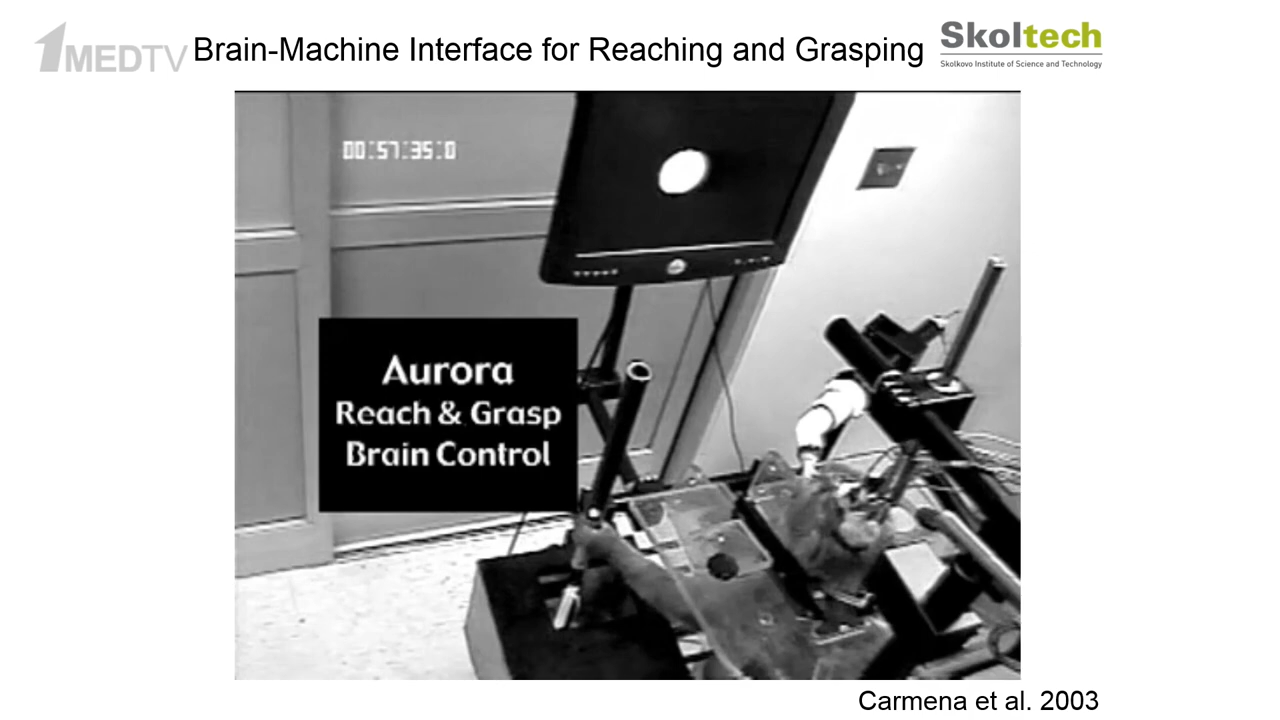 1MEDTV
Brain-Machine Interface for Reaching and Grasping
Skoltech
Skolkovo Institute of Science and Technology
00:57:35:0
Aurora
Reach & Grasp
Brain Control
Carmena et al. 2003